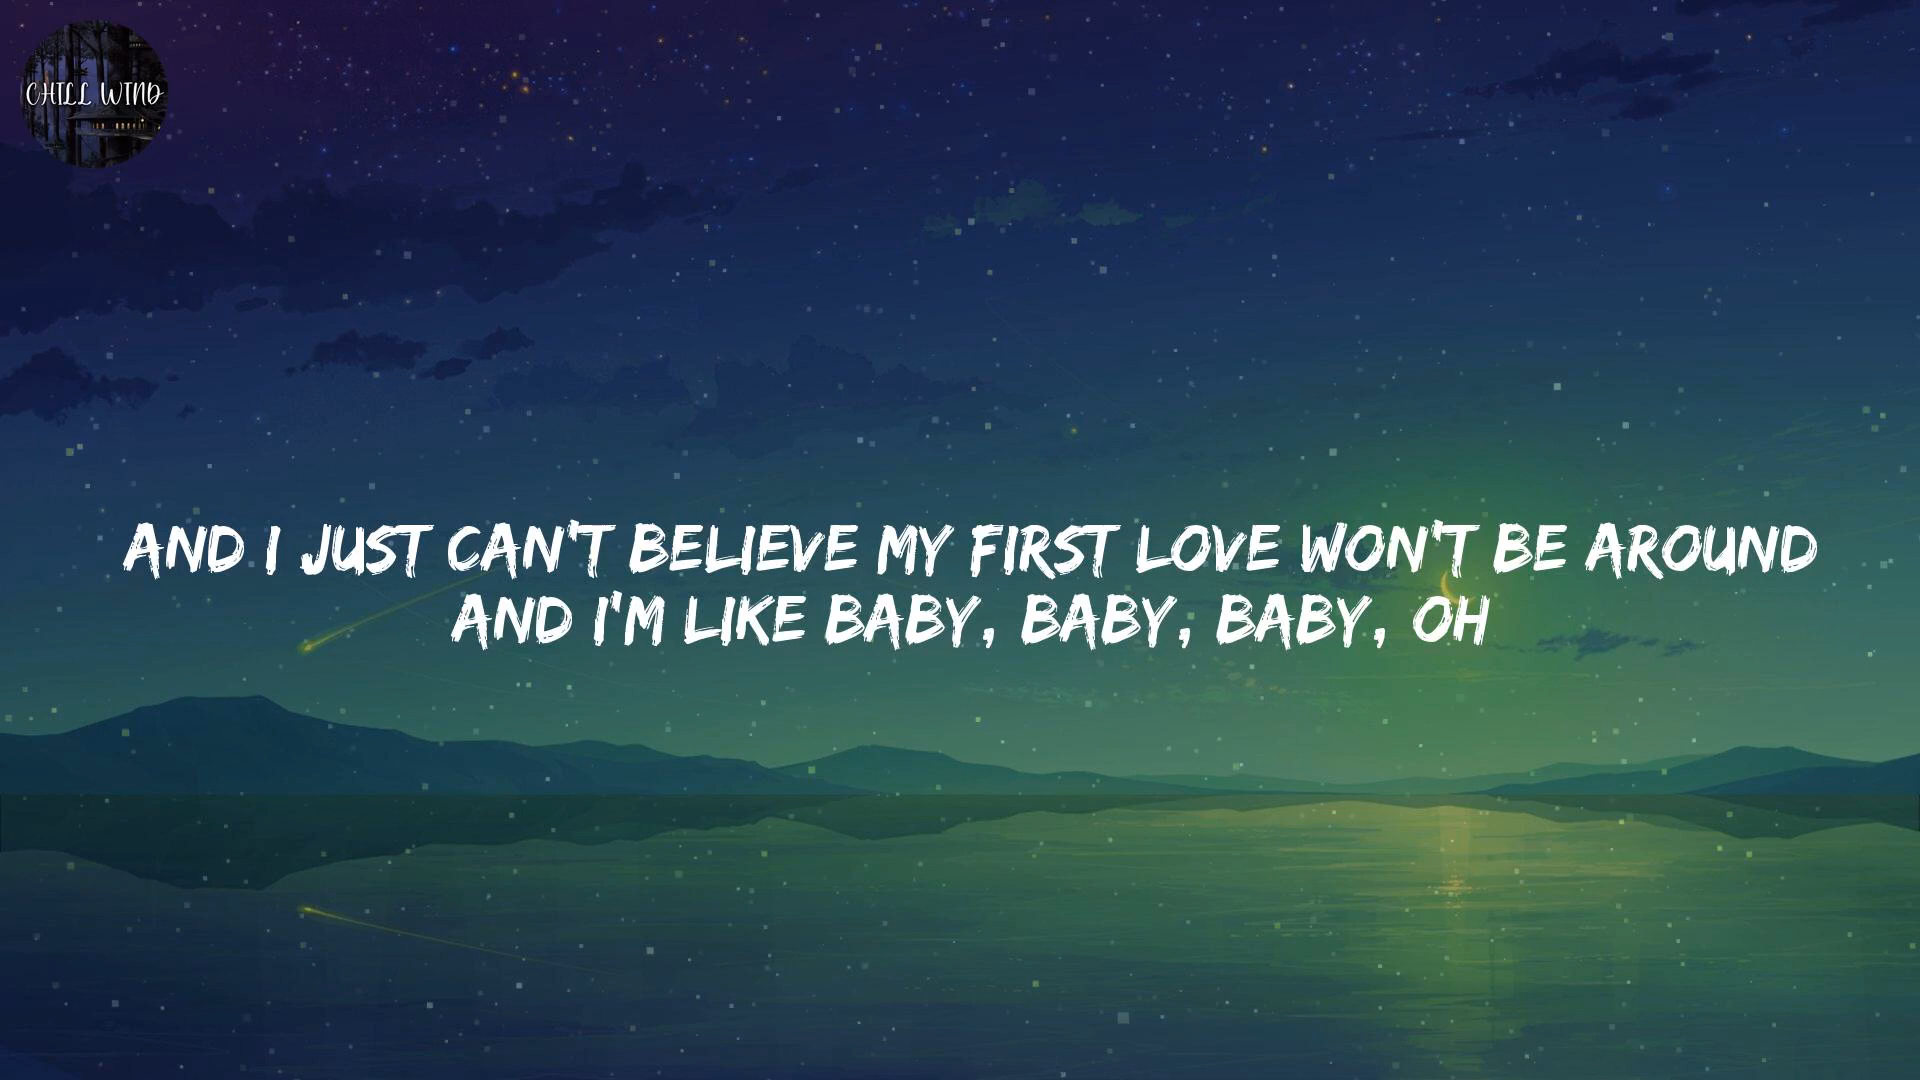 CHILL WIND
AND I JUST CAN'T BELIEVE MY FIRST LOVE WON'T BE AROUND
AND I'M LIKE BABY, BABY, BABY, OH